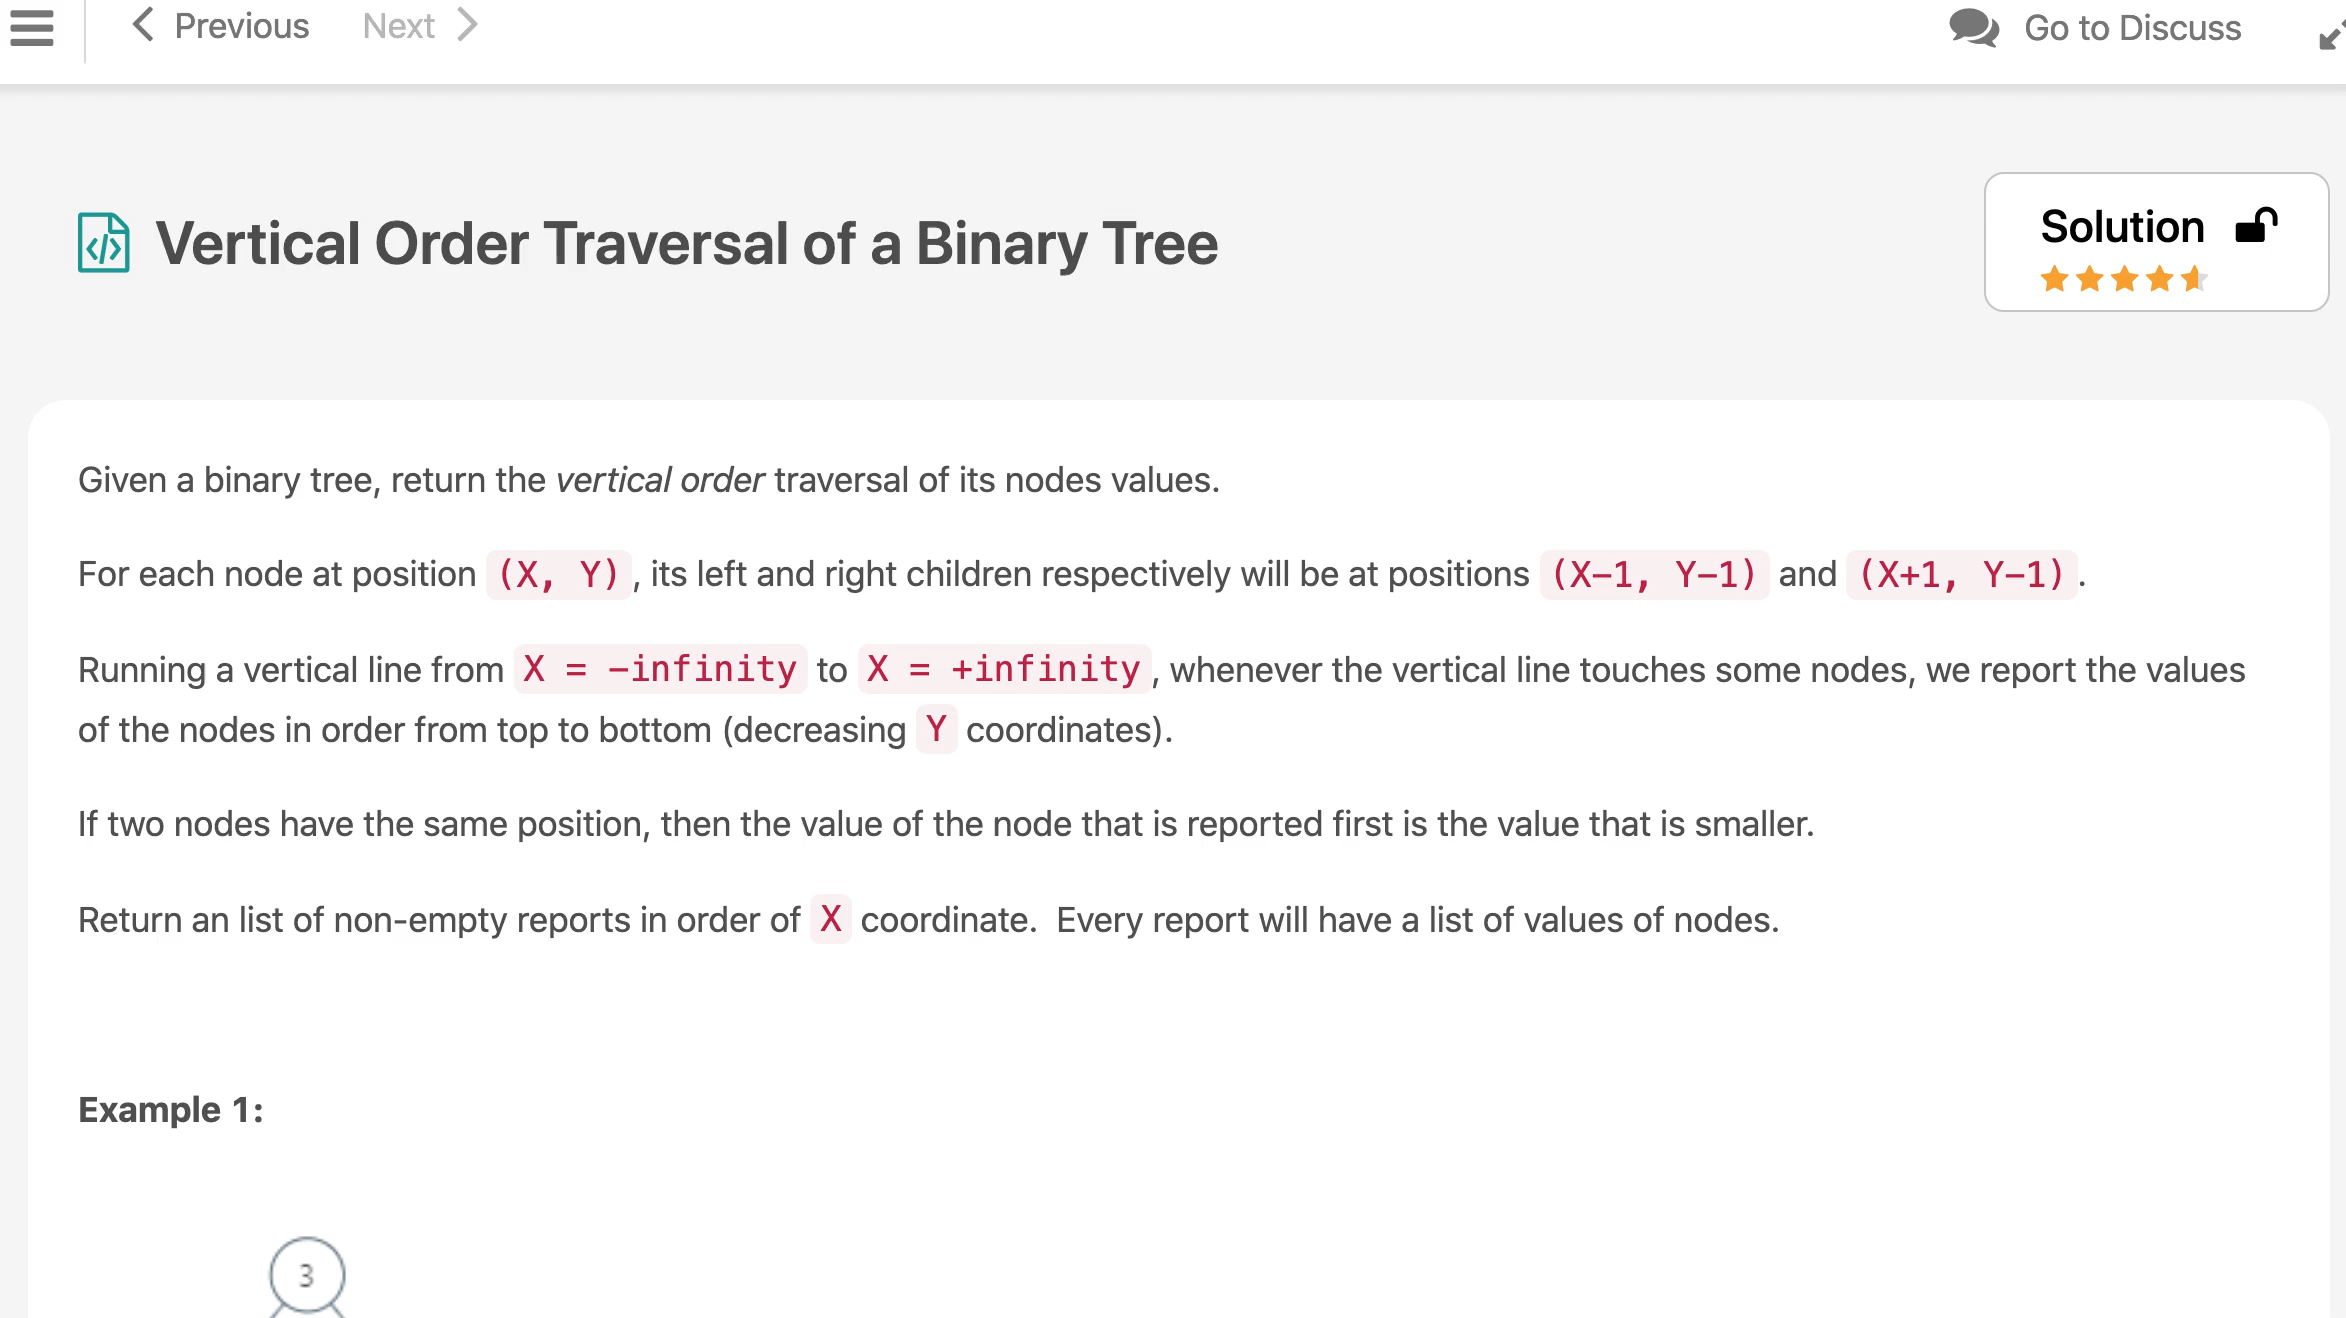 Previous Next Go to Discuss
Vertical Order Traversal of a Binary Tree
Solution
Given a binary tree, return the vertical order traversal of its nodes values.
For each node at position (X, Y), its left and right children respectively will be at positions (X-1, Y-1) and (X+1, Y-1).
Running a vertical line from X = -infinity to X = +infinity, whenever the vertical line touches some nodes, we report the values
of the nodes in order from top to bottom (decreasing Y coordinates).
If two nodes have the same position, then the value of the node that is reported first is the value that is smaller.
Return an list of non-empty reports in order of X coordinate.  Every report will have a list of values of nodes.
Example 1:
3